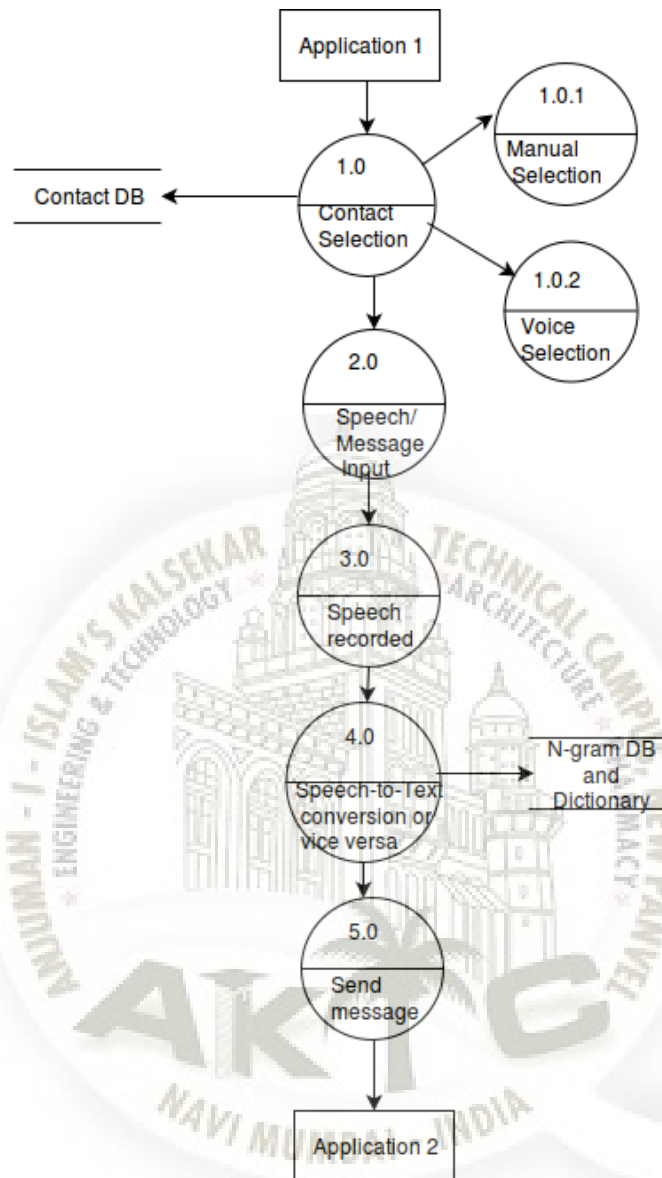 Application 1
1.0.1
Manual
Selection
1.0
Contact
Selection
Contact DB
1.0.2
Voice
Selection
2.0
Speech/
Message
Input
3.0
Speech
recorded
4.0
Speech-to-Text
conversion or
vice versa
N-gram DB
and
Dictionary
5.0
Send
message
Application 2
ANJUMAN - I - ISLAM'S KALSEKAR TECHNICAL CAMPUS
ENGINEERING & TECHNOLOGY ARCHITECTURE
NAVI MUMBAI - INDIA
AKTC